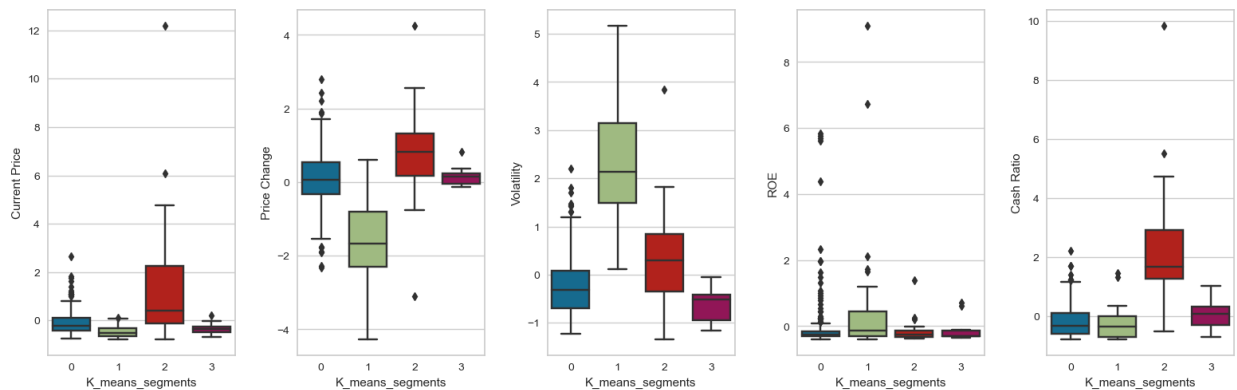 Current Price
12
10
8
6
4
2
0
0 1 2 3
K_means_segments
Price Change
4
2
0
−2
−4
0 1 2 3
K_means_segments
Volatility
5
4
3
2
1
0
−1
0 1 2 3
K_means_segments
ROE
8
6
4
2
0
0 1 2 3
K_means_segments
Cash Ratio
10
8
6
4
2
0
0 1 2 3
K_means_segments